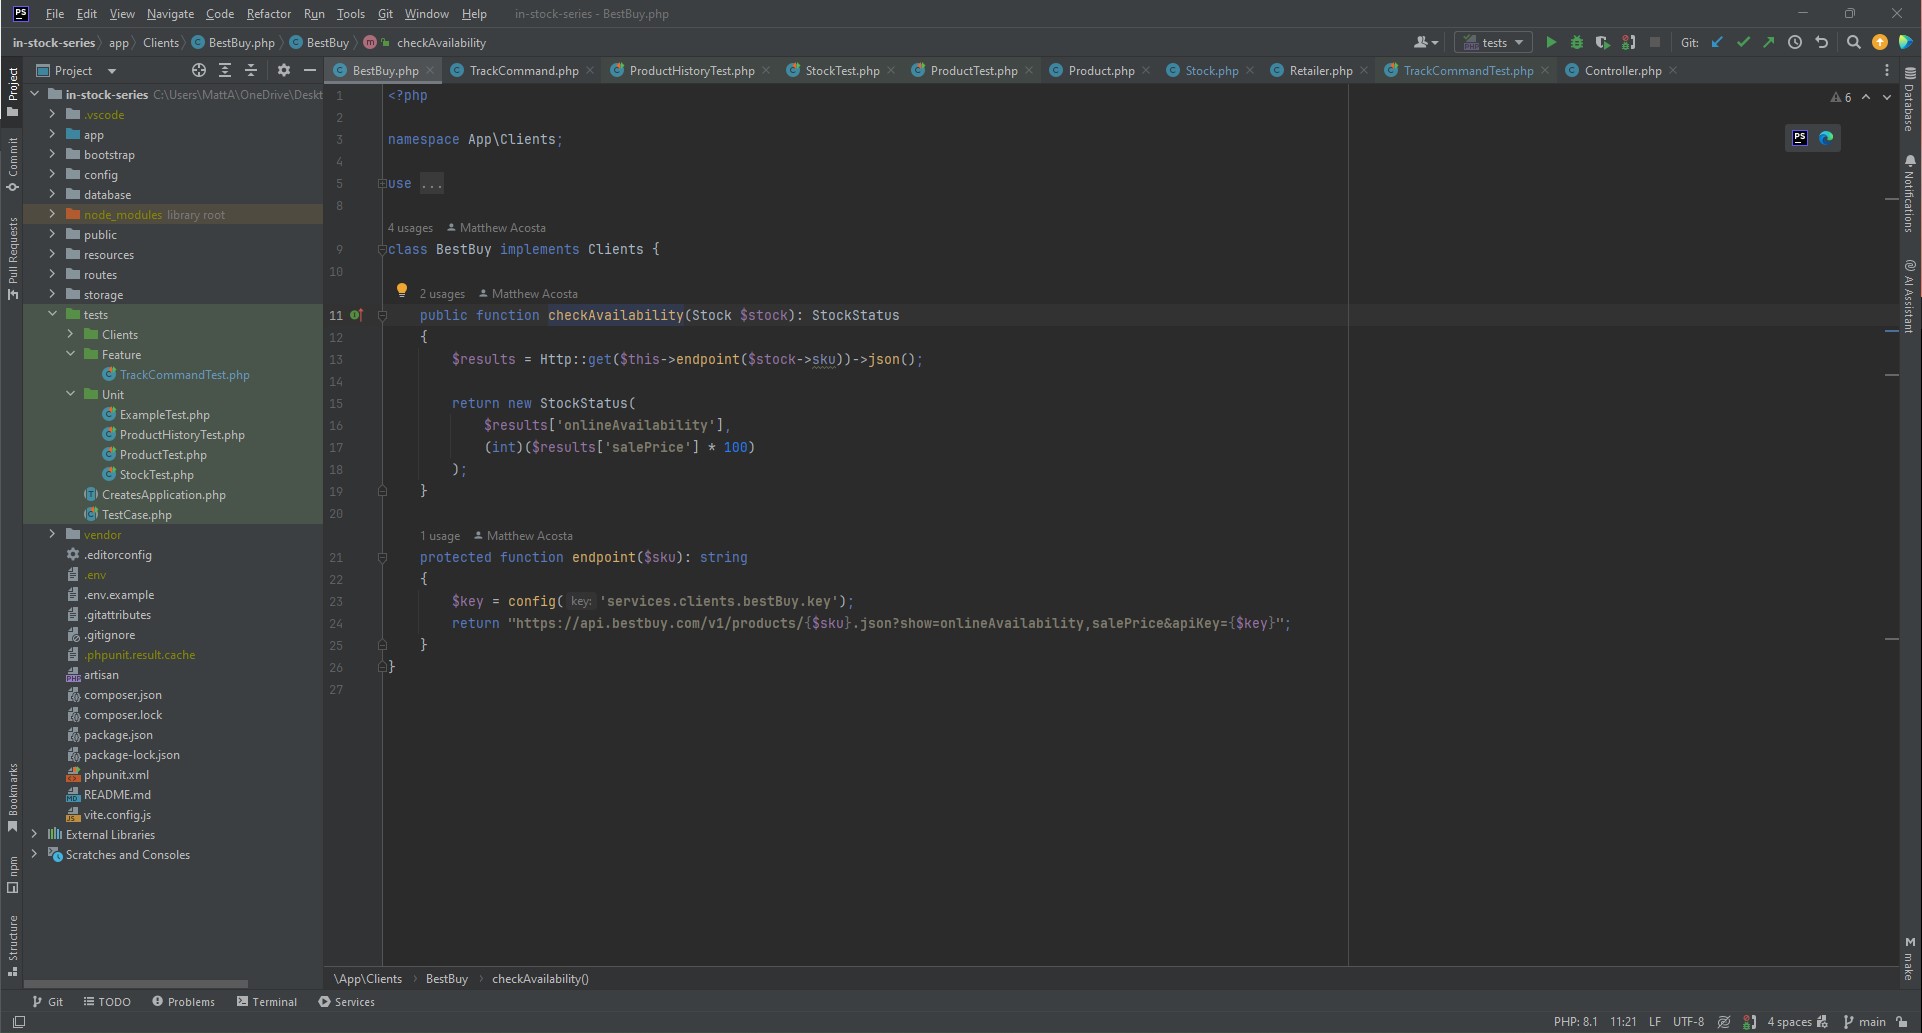 PS File Edit View Navigate Code Refactor Run Tools Git Window Help in-stock-series - BestBuy.php
in-stock-series app Clients BestBuy.php BestBuy m checkAvailability tests Git:
Project BestBuy.php TrackCommand.php ProductHistoryTest.php StockTest.php ProductTest.php Product.php Stock.php Retailer.php TrackCommandTest.php Controller.php
Project
Commit
Pull Requests
Bookmarks
npm
Structure
in-stock-series C:\Users\MattA\OneDrive\Deskt
.vscode
app
bootstrap
config
database
node_modules library root
public
resources
routes
storage
tests
Clients
Feature
TrackCommandTest.php
Unit
ExampleTest.php
ProductHistoryTest.php
ProductTest.php
StockTest.php
CreatesApplication.php
TestCase.php
vendor
.editorconfig
.env
.env.example
.gitattributes
.gitignore
.phpunit.result.cache
artisan
composer.json
composer.lock
package.json
package-lock.json
phpunit.xml
README.md
vite.config.js
External Libraries
Scratches and Consoles
1 <?php
2
3 namespace App\Clients;
4
5 use ...
8
4 usages Matthew Acosta
9 class BestBuy implements Clients {
10
2 usages Matthew Acosta
11 public function checkAvailability(Stock $stock): StockStatus
12 {
13 $results = Http::get($this->endpoint($stock->sku))->json();
14
15 return new StockStatus(
16 $results['onlineAvailability'],
17 (int)($results['salePrice'] * 100)
18 );
19 }
20
1 usage Matthew Acosta
21 protected function endpoint($sku): string
22 {
23 $key = config( key: 'services.clients.bestBuy.key');
24 return "https://api.bestbuy.com/v1/products/{$sku}.json?show=onlineAvailability,salePrice&apiKey={$key}";
25 }
26 }
27
6
PS
Database
Notifications
AI Assistant
M make
\App\Clients BestBuy checkAvailability()
Git TODO Problems Terminal Services
PHP: 8.1 11:21 LF UTF-8 4 spaces main